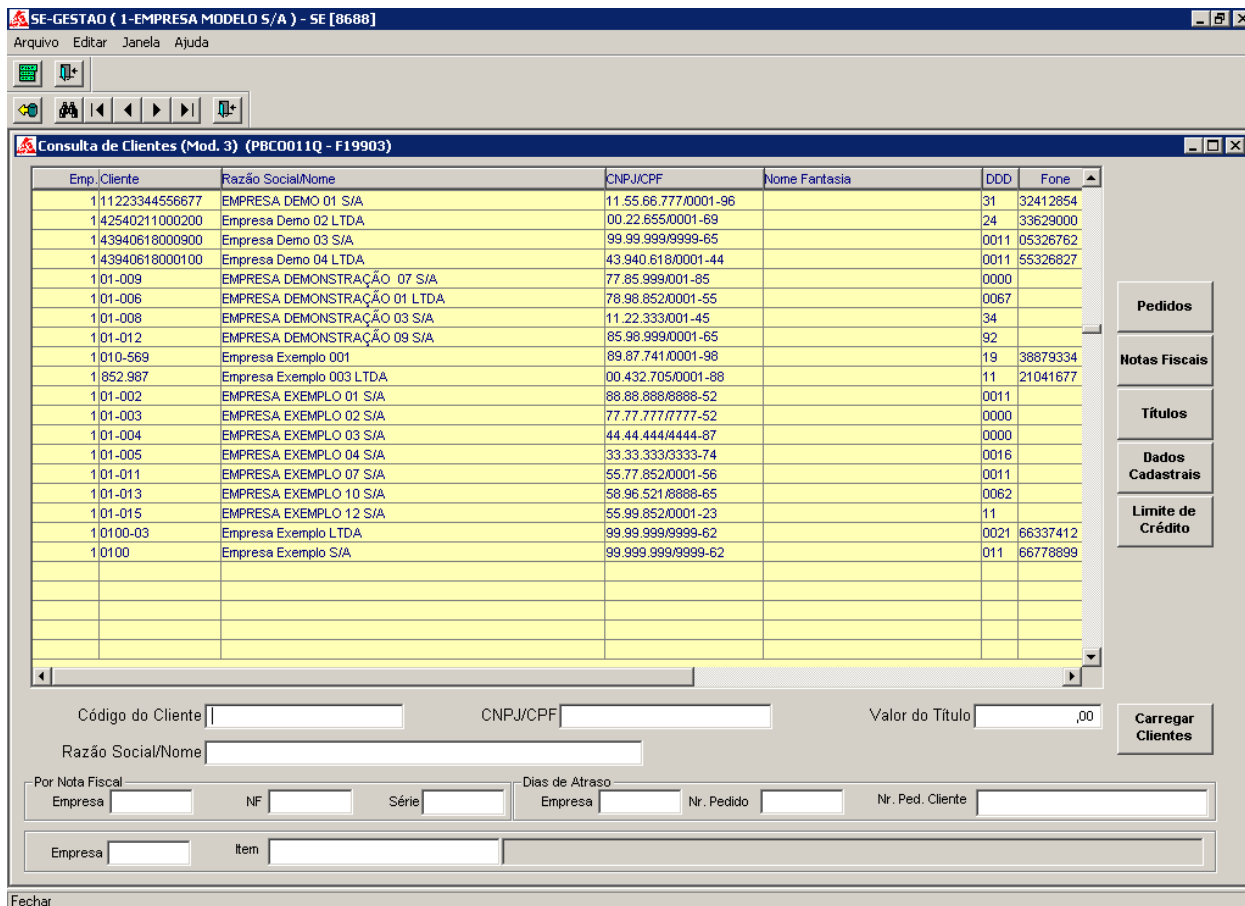 SE-GESTAO ( 1-EMPRESA MODELO S/A ) - SE [8688]
Arquivo Editar Janela Ajuda
Consulta de Clientes (Mod. 3) (PBCO011Q - F19903)
Emp. Cliente Razão Social/Nome CNPJ/CPF Nome Fantasia DDD Fone
1 11223344556677 EMPRESA DEMO 01 S/A 11.55.66.777/0001-96 31 32412854
1 42540211000200 Empresa Demo 02 LTDA 00.22.655/0001-69 24 33629000
1 43940618000900 Empresa Demo 03 S/A 99.99.999/9999-65 0011 05326762
1 43940618000100 Empresa Demo 04 LTDA 43.940.618/0001-44 0011 55326827
1 01-009 EMPRESA DEMONSTRAÇÃO 07 S/A 77.85.999/001-85 0000
1 01-006 EMPRESA DEMONSTRAÇÃO 01 LTDA 78.98.852/0001-55 0067
1 01-008 EMPRESA DEMONSTRAÇÃO 03 S/A 11.22.333/001-45 34
1 01-012 EMPRESA DEMONSTRAÇÃO 09 S/A 85.98.999/0001-65 92
1 010-569 Empresa Exemplo 001 89.87.741/0001-98 19 38879334
1 852.987 Empresa Exemplo 003 LTDA 00.432.705/0001-88 11 21041677
1 01-002 EMPRESA EXEMPLO 01 S/A 88.88.888/8888-52 0011
1 01-003 EMPRESA EXEMPLO 02 S/A 77.77.777/7777-52 0000
1 01-004 EMPRESA EXEMPLO 03 S/A 44.44.444/4444-87 0000
1 01-005 EMPRESA EXEMPLO 04 S/A 33.33.333/3333-74 0016
1 01-011 EMPRESA EXEMPLO 07 S/A 55.77.852/0001-56 0011
1 01-013 EMPRESA EXEMPLO 10 S/A 58.96.521/8888-65 0062
1 01-015 EMPRESA EXEMPLO 12 S/A 55.99.852/0001-23 11
1 0100-03 Empresa Exemplo LTDA 99.99.999/9999-62 0021 66337412
1 0100 Empresa Exemplo S/A 99.999.999/9999-62 011 66778899
Pedidos
Notas Fiscais
Títulos
Dados
Cadastrais
Limite de
Crédito
Código do Cliente CNPJ/CPF Valor do Título ,00
Carregar
Clientes
Razão Social/Nome
Por Nota Fiscal Dias de Atraso
Empresa NF Série Empresa Nr. Pedido Nr. Ped. Cliente
Empresa Item
Fechar